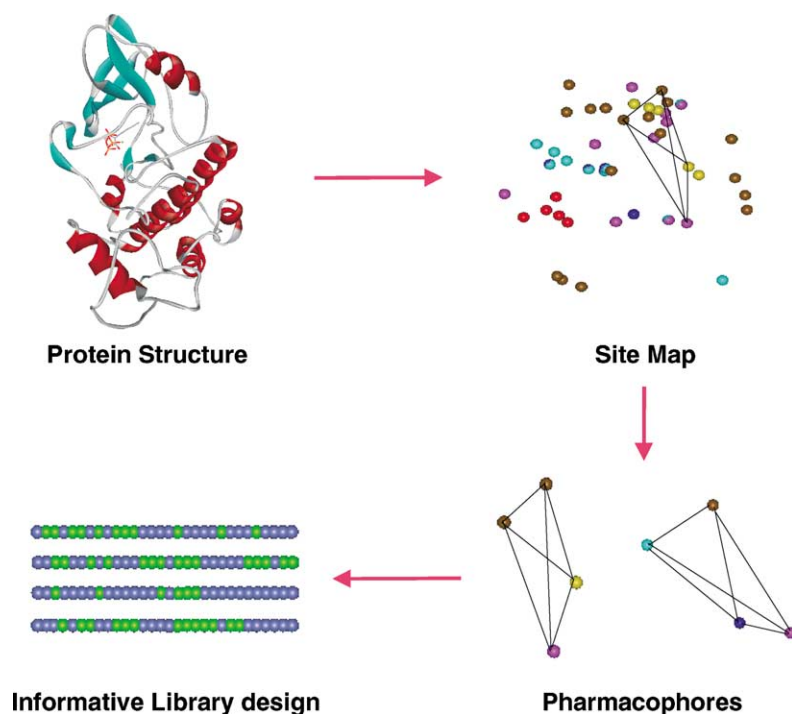 Protein Structure
Site Map
Informative Library design
Pharmacophores